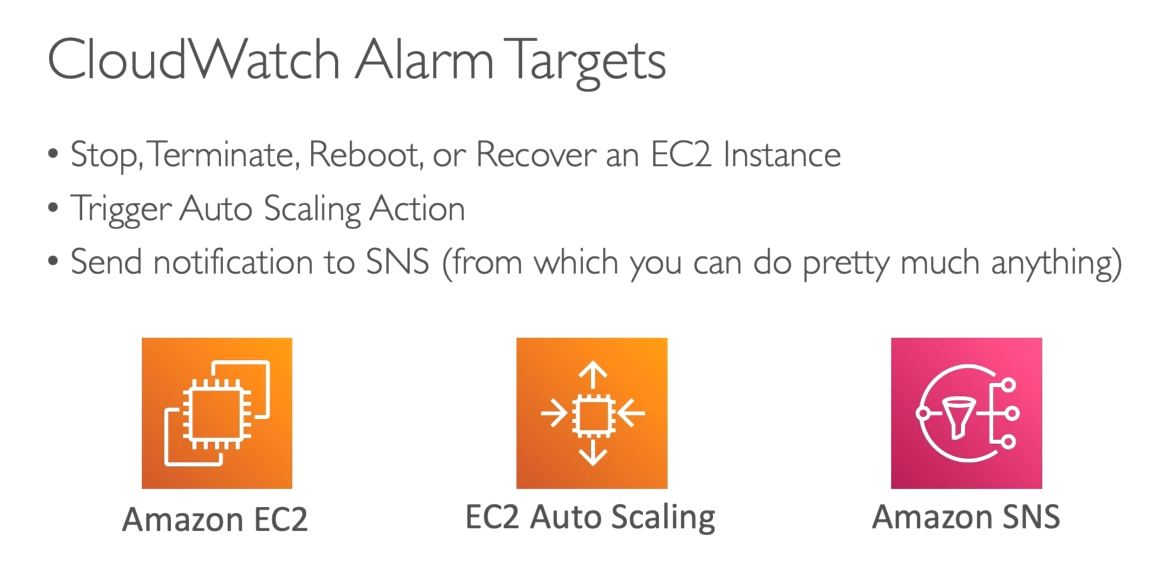 CloudWatch Alarm Targets
• Stop, Terminate, Reboot, or Recover an EC2 Instance
• Trigger Auto Scaling Action
• Send notification to SNS (from which you can do pretty much anything)
Amazon EC2
EC2 Auto Scaling
Amazon SNS